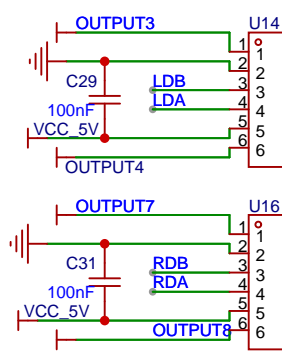 OUTPUT3 U14
1 1
2 2
C29 LDB 3 3
LDA 4 4
100nF
VCC_5V 5 5
6 6
OUTPUT4
OUTPUT7 U16
1 1
2 2
C31 RDB 3 3
RDA 4 4
100nF
VCC_5V 5 5
OUTPUT8 6 6